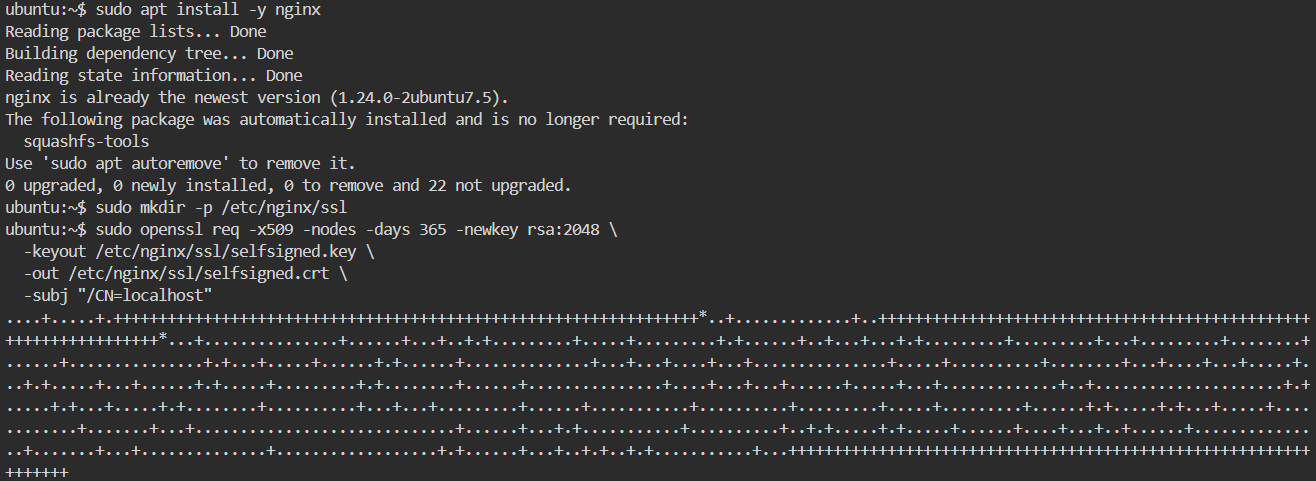 ubuntu:~$ sudo apt install -y nginx
Reading package lists... Done
Building dependency tree... Done
Reading state information... Done
nginx is already the newest version (1.24.0-2ubuntu7.5).
The following package was automatically installed and is no longer required:
  squashfs-tools
Use 'sudo apt autoremove' to remove it.
0 upgraded, 0 newly installed, 0 to remove and 22 not upgraded.
ubuntu:~$ sudo mkdir -p /etc/nginx/ssl
ubuntu:~$ sudo openssl req -x509 -nodes -days 365 -newkey rsa:2048 \
  -keyout /etc/nginx/ssl/selfsigned.key \
  -out /etc/nginx/ssl/selfsigned.crt \
  -subj "/CN=localhost"